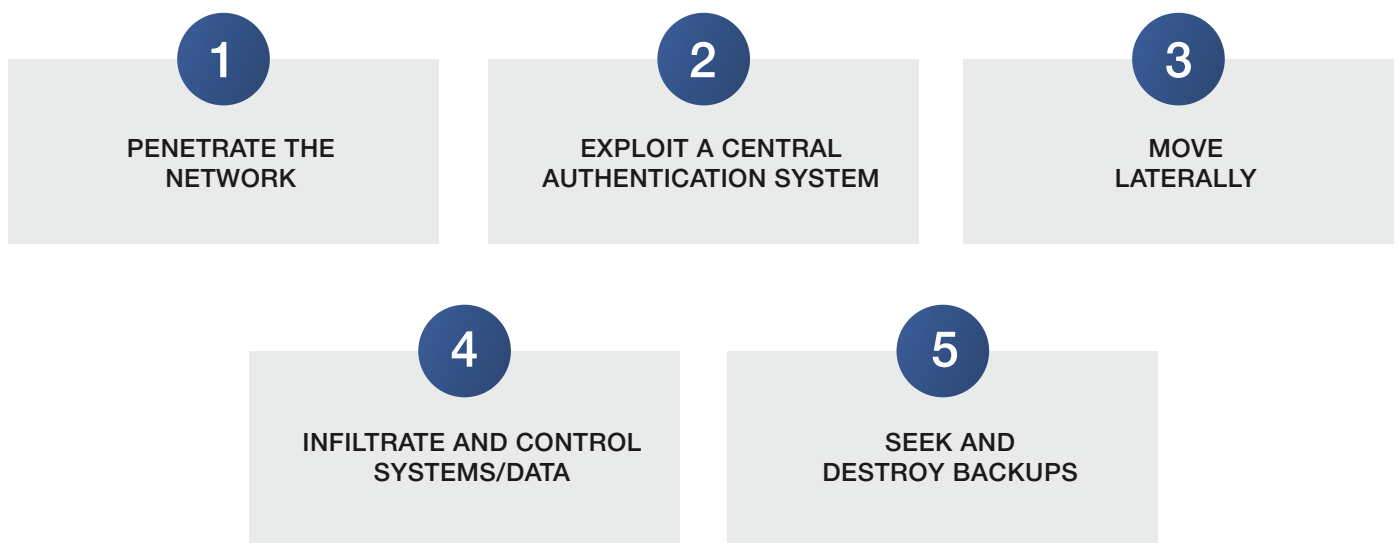 1
PENETRATE THE
NETWORK
2
EXPLOIT A CENTRAL
AUTHENTICATION SYSTEM
3
MOVE
LATERALLY
4
INFILTRATE AND CONTROL
SYSTEMS/DATA
5
SEEK AND
DESTROY BACKUPS